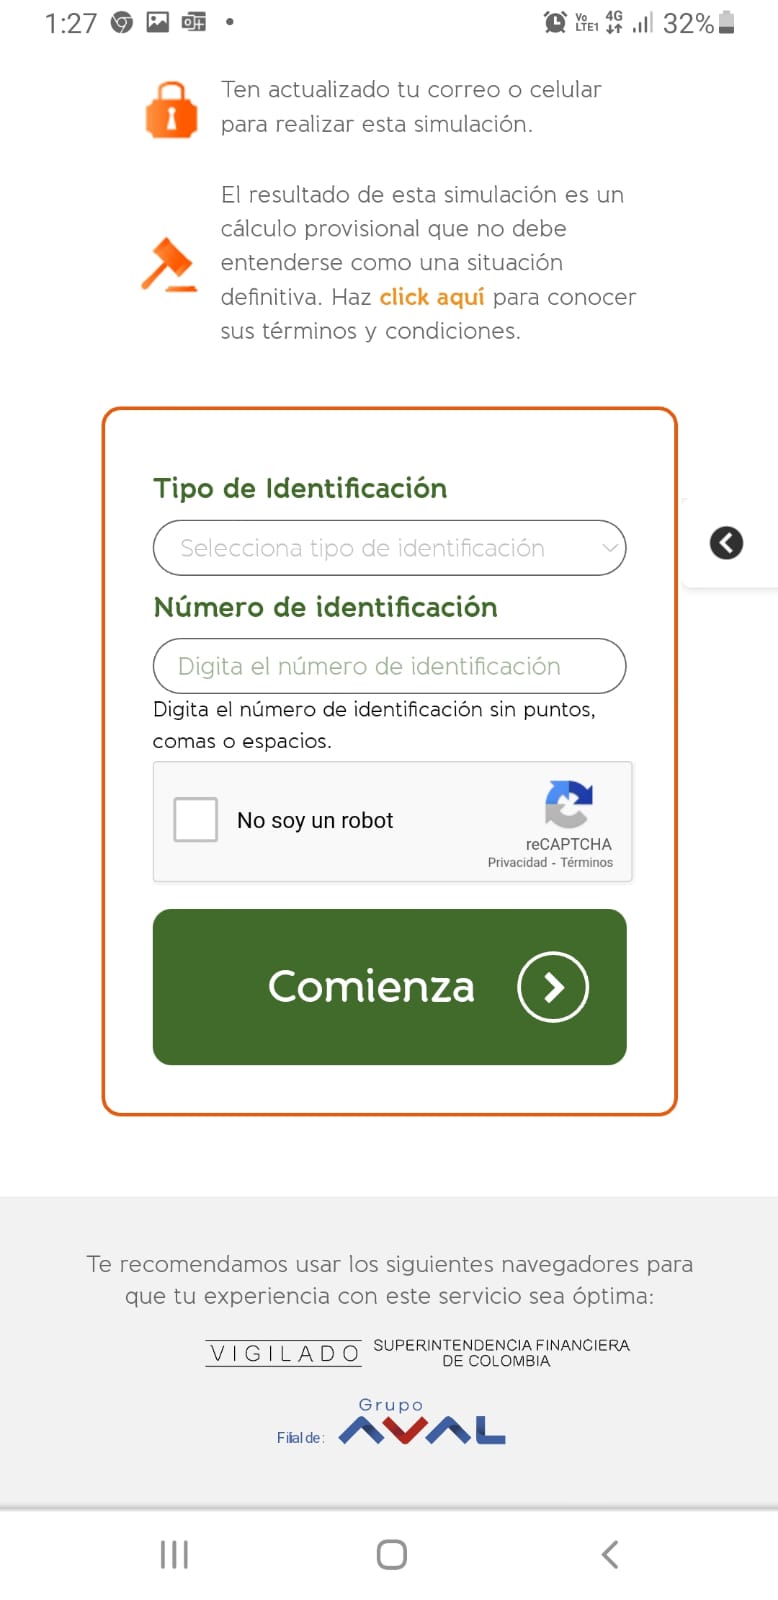 1:27
Vo LTE1 4G 32%
Ten actualizado tu correo o celular
para realizar esta simulación.
El resultado de esta simulación es un
cálculo provisional que no debe
entenderse como una situación
definitiva. Haz click aquí para conocer
sus términos y condiciones.
Tipo de Identificación
Selecciona tipo de identificación
Número de identificación
Digita el número de identificación
Digita el número de identificación sin puntos,
comas o espacios.
No soy un robot
reCAPTCHA
Privacidad - Términos
Comienza
Te recomendamos usar los siguientes navegadores para
que tu experiencia con este servicio sea óptima:
VIGILADO SUPERINTENDENCIA FINANCIERA
DE COLOMBIA
Grupo
Filial de: AVAL